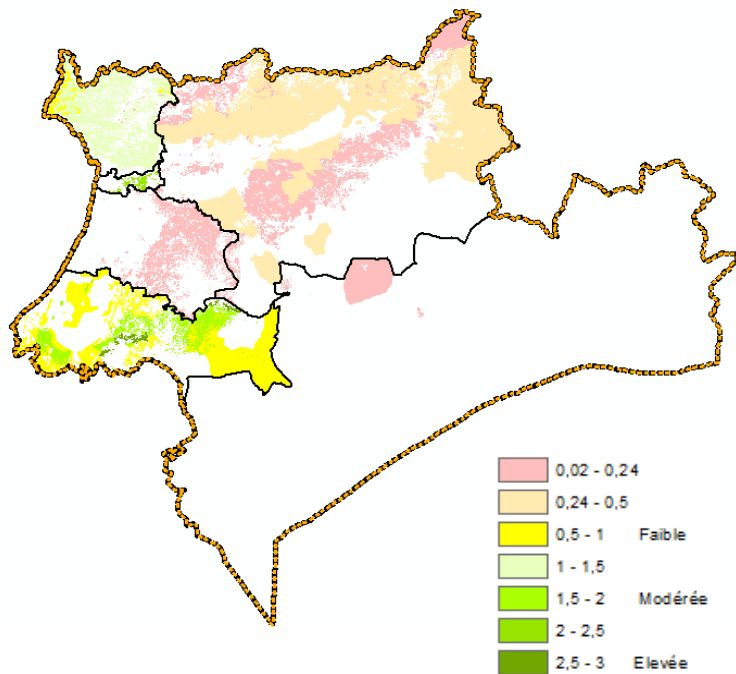 0,02 - 0,24
0,24 - 0,5
0,5 - 1 Faible
1 - 1,5
1,5 - 2 Modérée
2 - 2,5
2,5 - 3 Elevée